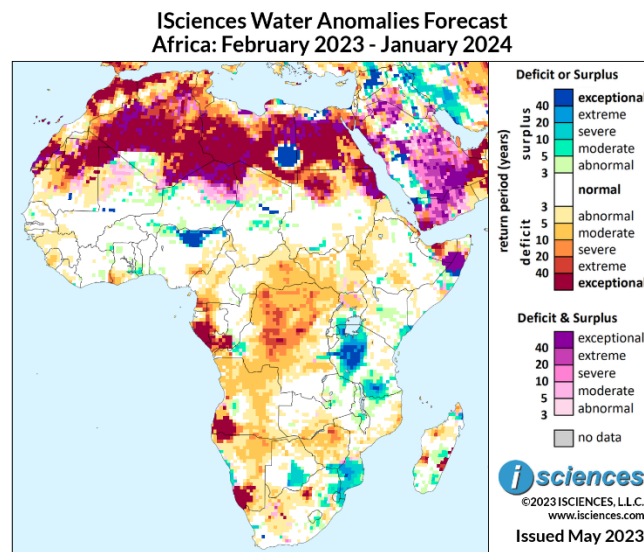 ISciences Water Anomalies Forecast
Africa: February 2023 - January 2024
Deficit or Surplus
return period (years)
surplus
deficit
exceptional
40
extreme
20
severe
10
moderate
5
abnormal
3
normal
3
abnormal
5
moderate
10
severe
20
extreme
40
exceptional
Deficit & Surplus
exceptional
40
extreme
20
severe
10
moderate
5
abnormal
3
no data
i sciences
©2023 ISCIENCES, L.L.C.
www.isciences.com
Issued May 2023